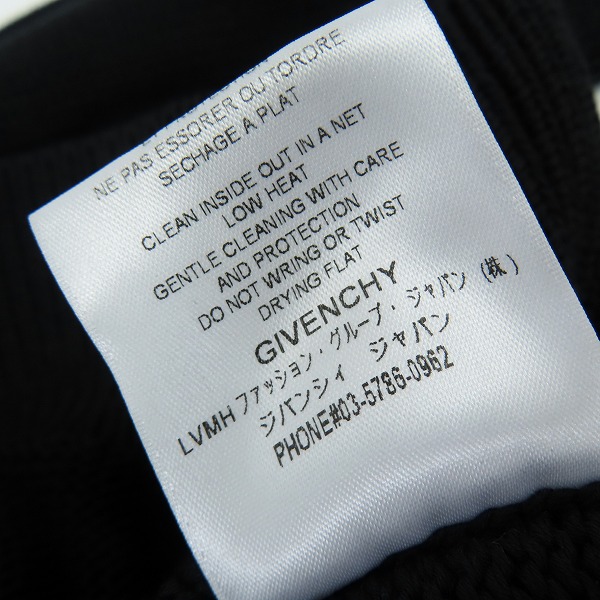 ET PROTECTION
NE PAS ESSORER OU TORDRE
SECHAGE A PLAT
CLEAN INSIDE OUT IN A NET
LOW HEAT
GENTLE CLEANING WITH CARE
AND PROTECTION
DO NOT WRING OR TWIST
DRYING FLAT
GIVENCHY
LVMH ファッション・グループ・ジャパン (株)
ジバンシィ ジャパン
PHONE#03-5786-0962